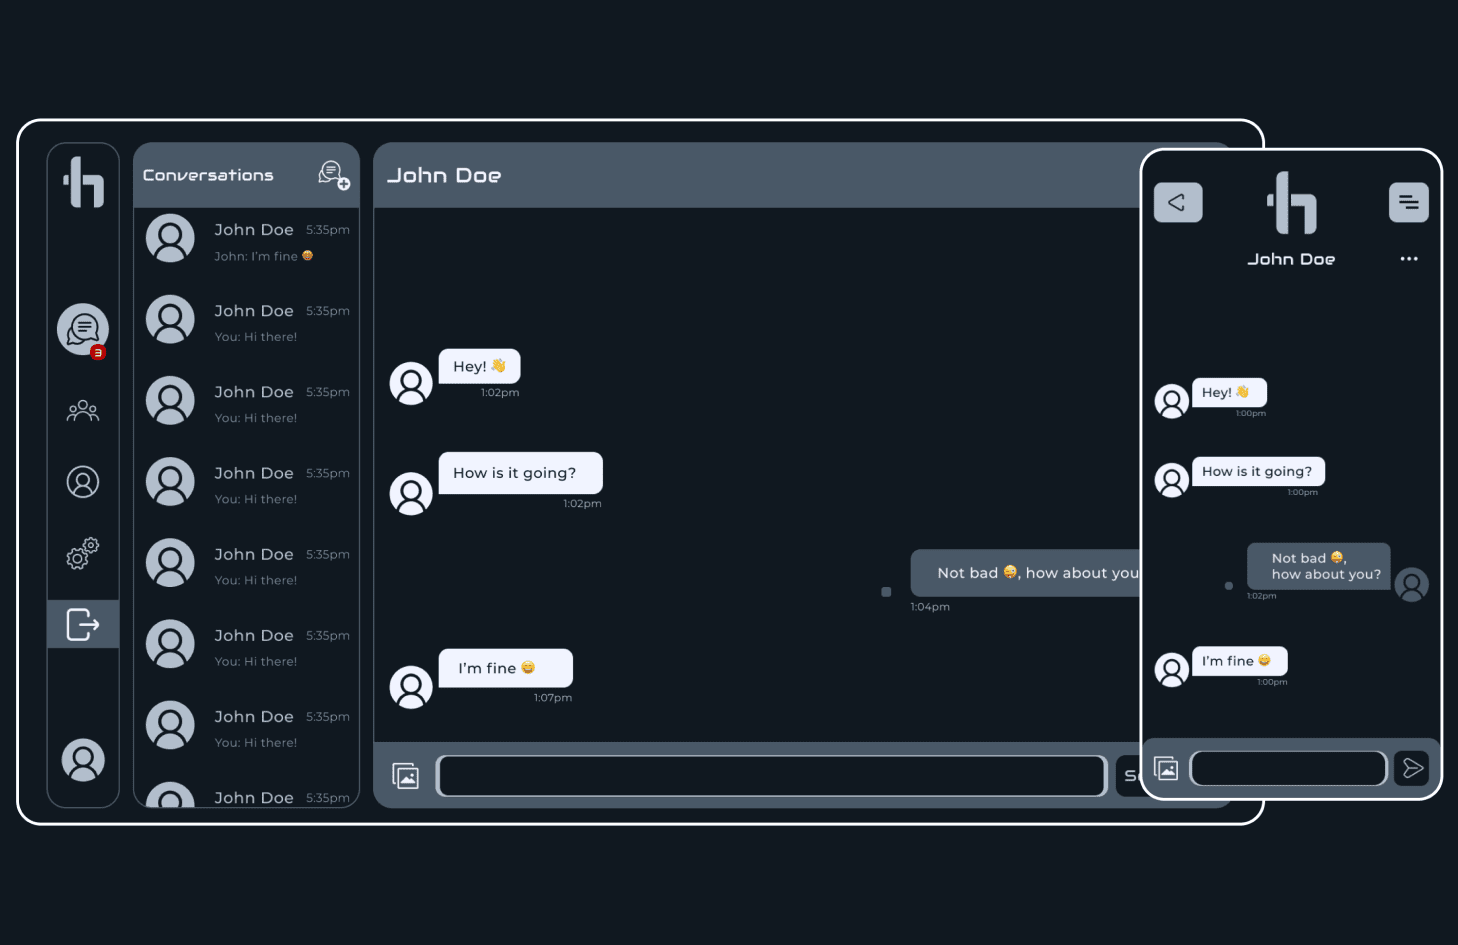 Conversations
John Doe 5:35pm
John: I'm fine 😡
John Doe 5:35pm
You: Hi there!
John Doe 5:35pm
You: Hi there!
John Doe 5:35pm
You: Hi there!
John Doe 5:35pm
You: Hi there!
John Doe 5:35pm
You: Hi there!
John Doe 5:35pm
You: Hi there!
John Doe 5:35pm
3
John Doe
Hey! 👋
1:02pm
How is it going?
1:02pm
Not bad 🤪, how about you
1:04pm
I'm fine 😄
1:07pm
John Doe
Hey! 👋
1:00pm
How is it going?
1:00pm
Not bad 🤪,
how about you?
1:02pm
I'm fine 😄
1:00pm